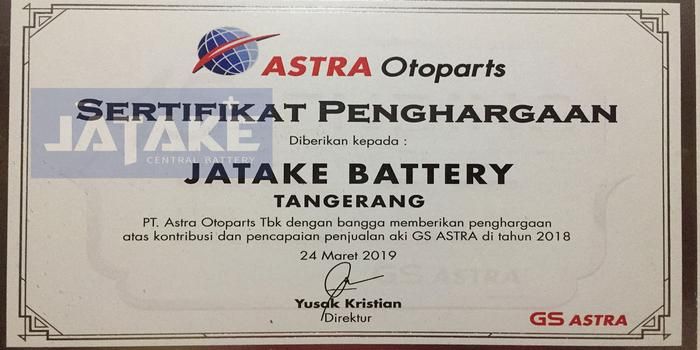 ASTRA Otoparts
SERTIFIKAT PENGHARGAAN
JATAKE
CENTRAL BATTERY
Diberikan kepada :
JATAKE BATTERY
TANGERANG
PT. Astra Otoparts Tbk dengan bangga memberikan penghargaan
atas kontribusi dan pencapaian penjualan aki GS ASTRA di tahun 2018
24 Maret 2019
Yusak Kristian
Direktur
GS ASTRA
GS ASTRA